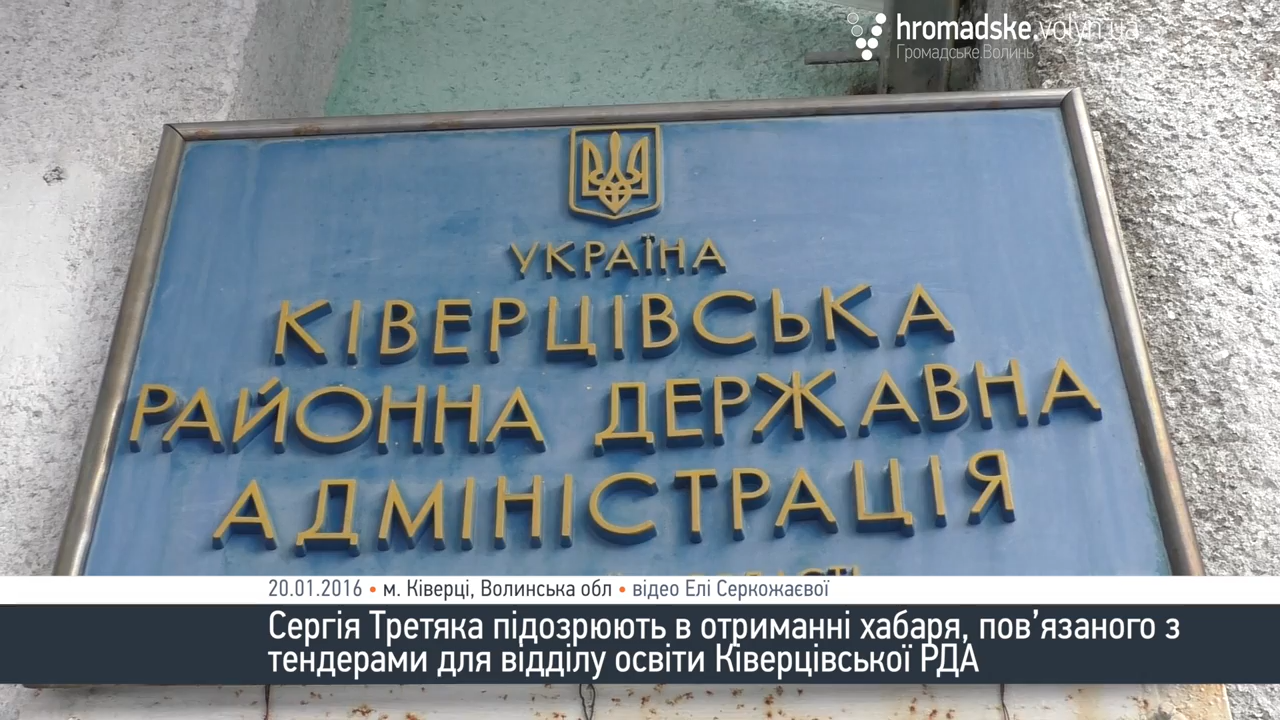 hromadske.volyn.ua
Громадське.Волинь
УКРАЇНА
КІВЕРЦІВСЬКА
РАЙОННА ДЕРЖАВНА
АДМІНІСТРАЦІЯ
20.01.2016 • м. Ківерці, Волинська обл • відео Елі Серкожаєвої
Сергія Третяка підозрюють в отриманні хабаря, пов’язаного з
тендерами для відділу освіти Ківерцівської РДА